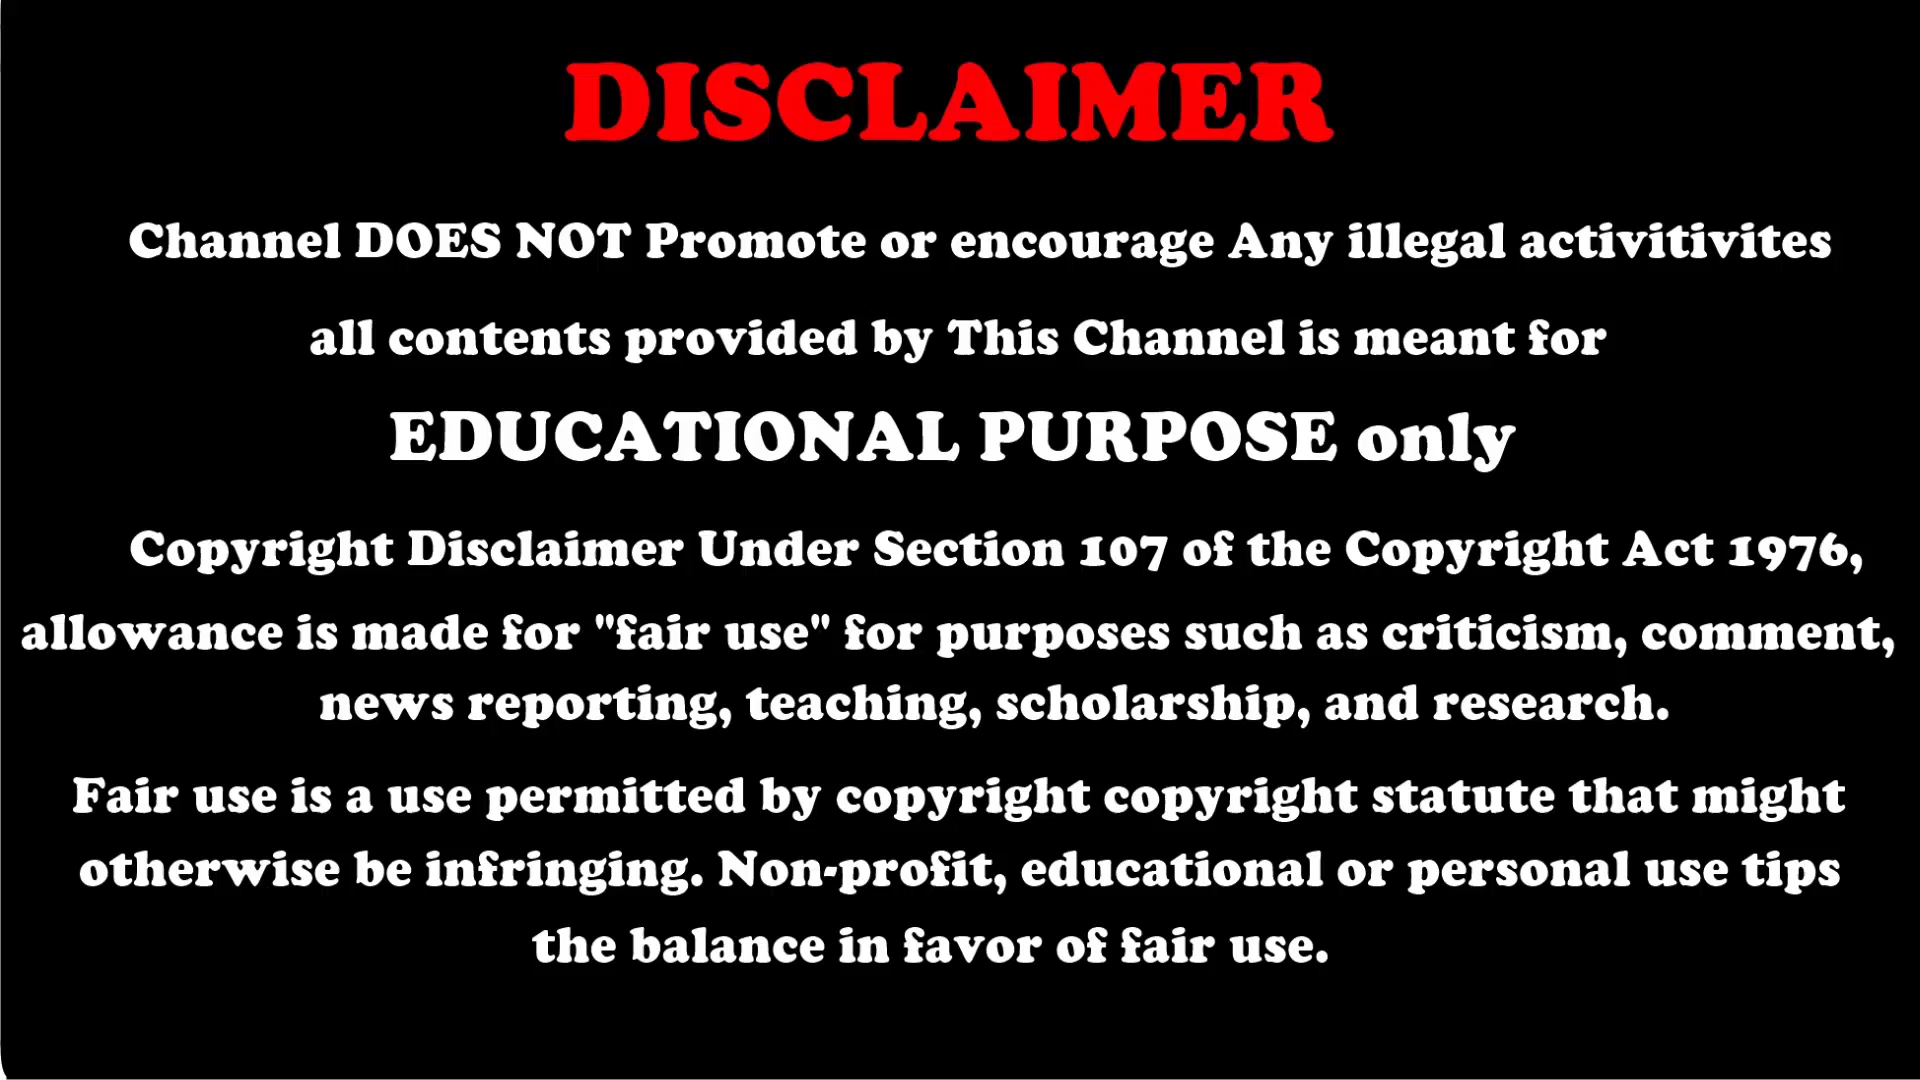 DISCLAIMER
Channel DOES NOT Promote or encourage Any illegal activitivites
all contents provided by This Channel is meant for
EDUCATIONAL PURPOSE only
Copyright Disclaimer Under Section 107 of the Copyright Act 1976,
allowance is made for "fair use" for purposes such as criticism, comment,
news reporting, teaching, scholarship, and research.
Fair use is a use permitted by copyright copyright statute that might
otherwise be infringing. Non-profit, educational or personal use tips
the balance in favor of fair use.